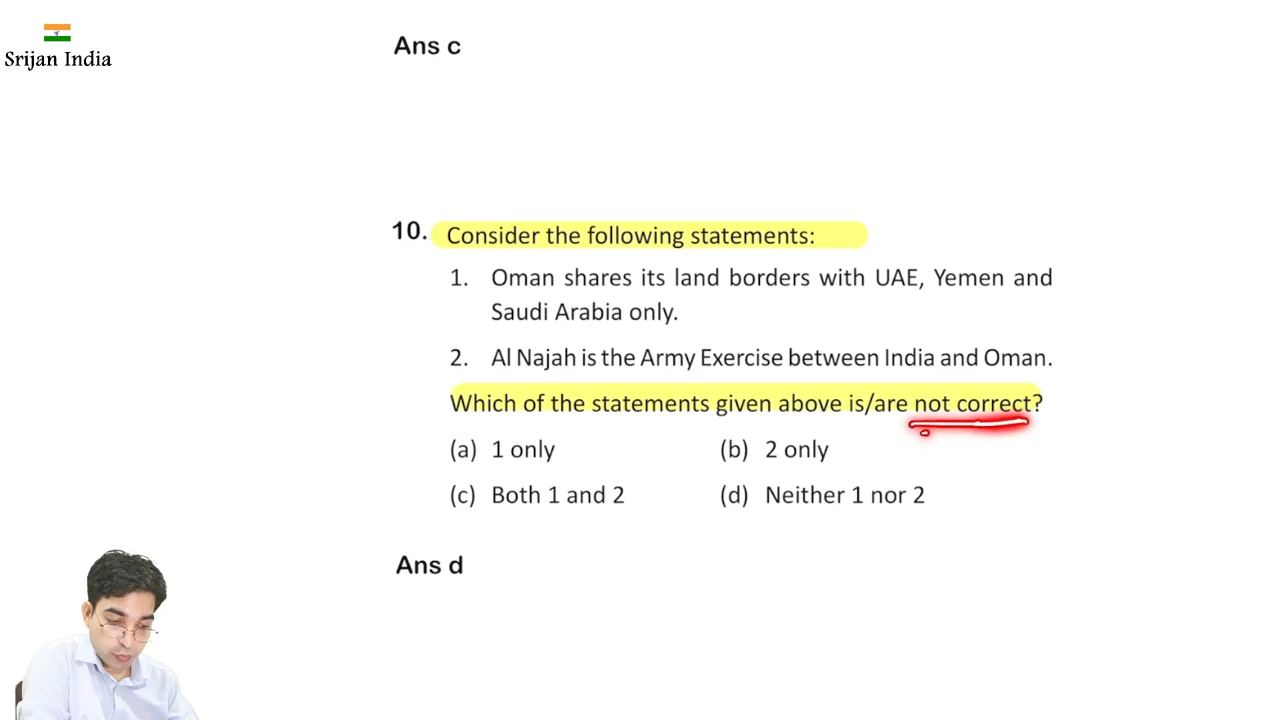 Srijan India
Ans c
10. Consider the following statements:
1. Oman shares its land borders with UAE, Yemen and
Saudi Arabia only.
2. Al Najah is the Army Exercise between India and Oman.
Which of the statements given above is/are not correct?
(a) 1 only (b) 2 only
(c) Both 1 and 2 (d) Neither 1 nor 2
Ans d